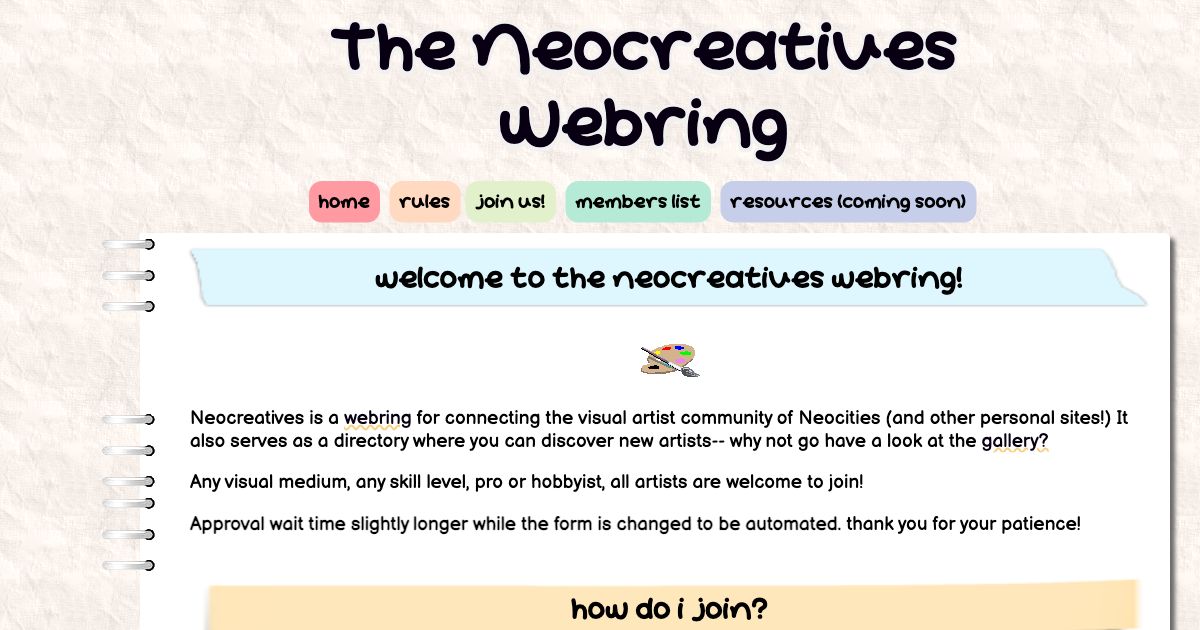 The Neocreatives
Webring
home rules join us! members list resources (coming soon)
welcome to the neocreatives webring!
Neocreatives is a webring for connecting the visual artist community of Neocities (and other personal sites!) It
also serves as a directory where you can discover new artists-- why not go have a look at the gallery?
Any visual medium, any skill level, pro or hobbyist, all artists are welcome to join!
Approval wait time slightly longer while the form is changed to be automated. thank you for your patience!
how do i join?